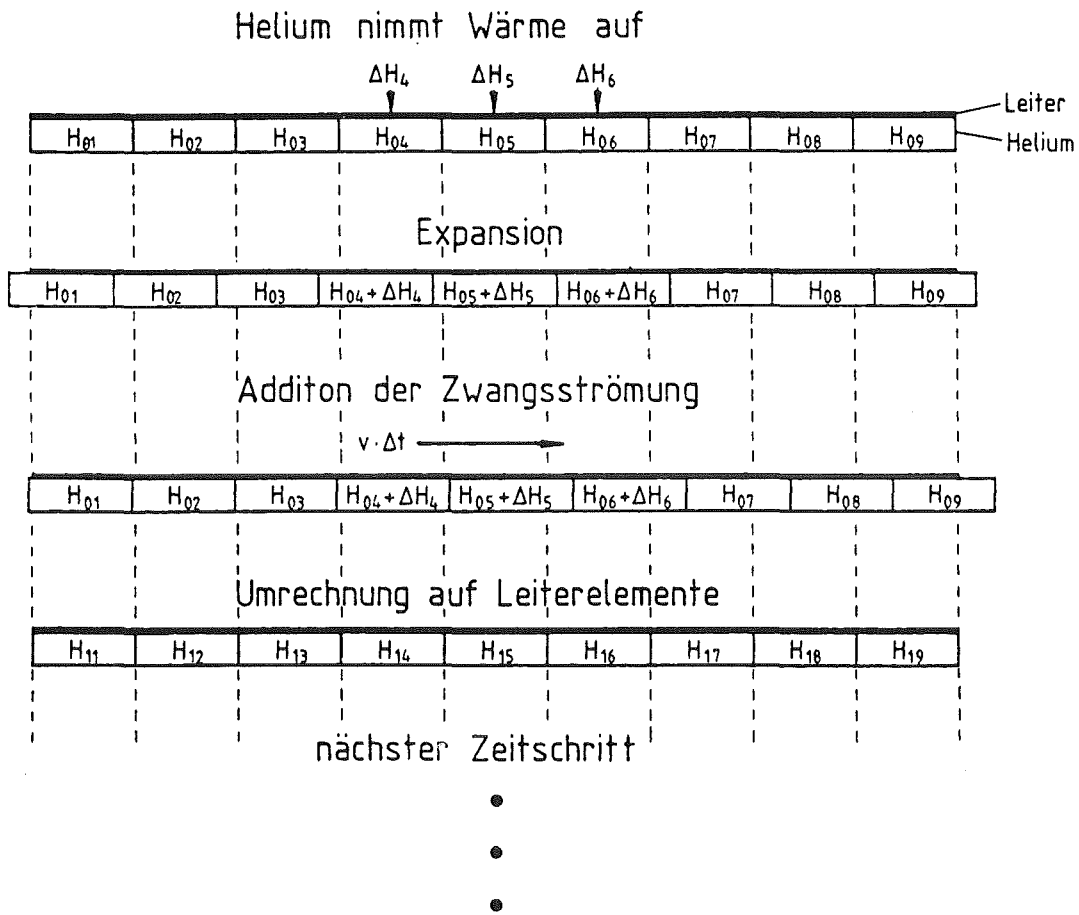 Helium nimmt Wärme auf
ΔH₄ ΔH₅ ΔH₆
Leiter
H₀₁ H₀₂ H₀₃ H₀₄ H₀₅ H₀₆ H₀₇ H₀₈ H₀₉
Helium
Expansion
H₀₁ H₀₂ H₀₃ H₀₄+ΔH₄ H₀₅+ΔH₅ H₀₆+ΔH₆ H₀₇ H₀₈ H₀₉
Additon der Zwangsströmung
v·Δt
H₀₁ H₀₂ H₀₃ H₀₄+ΔH₄ H₀₅+ΔH₅ H₀₆+ΔH₆ H₀₇ H₀₈ H₀₉
Umrechnung auf Leiterelemente
H₁₁ H₁₂ H₁₃ H₁₄ H₁₅ H₁₆ H₁₇ H₁₈ H₁₉
nächster Zeitschritt